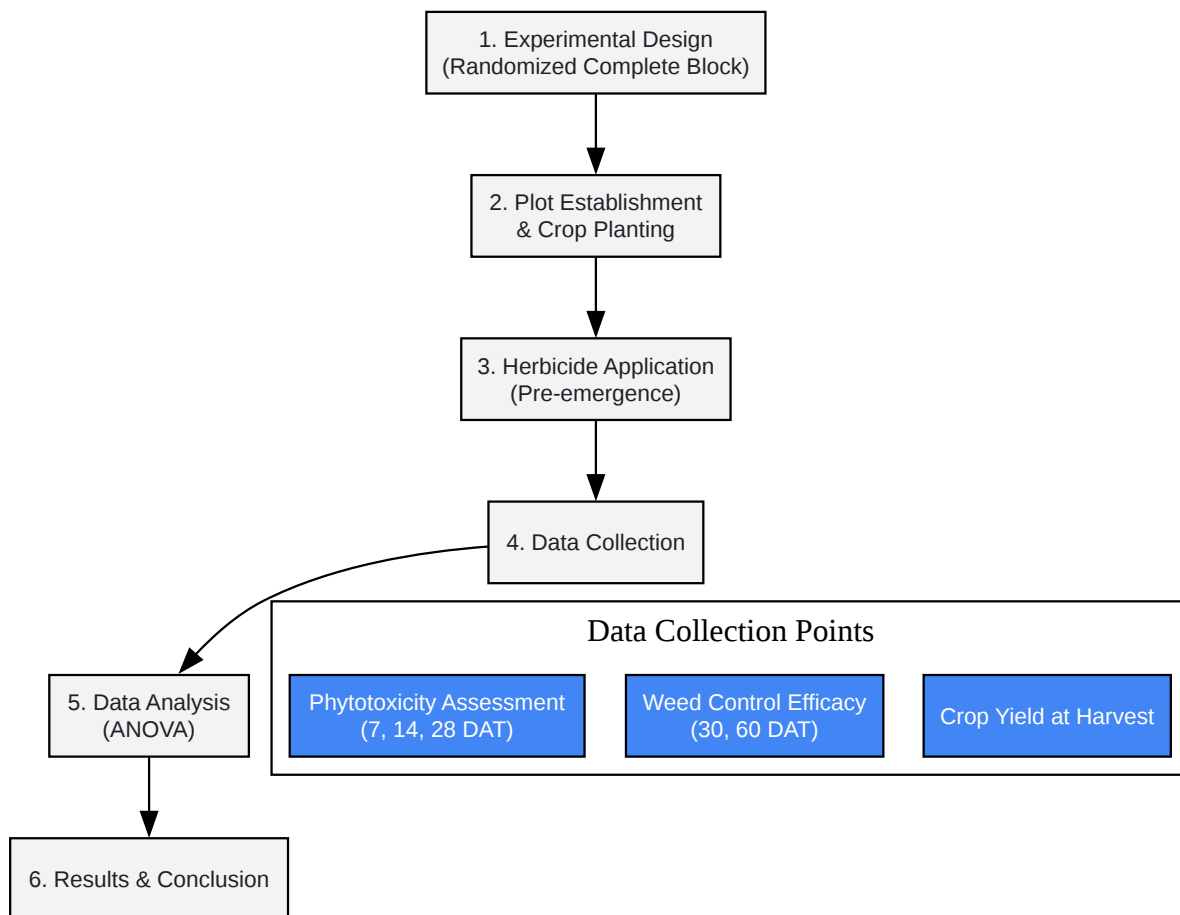 1. Experimental Design
(Randomized Complete Block)
2. Plot Establishment
& Crop Planting
3. Herbicide Application
(Pre-emergence)
4. Data Collection
Data Collection Points
Phytotoxicity Assessment
(7, 14, 28 DAT)
Weed Control Efficacy
(30, 60 DAT)
Crop Yield at Harvest
5. Data Analysis
(ANOVA)
6. Results & Conclusion